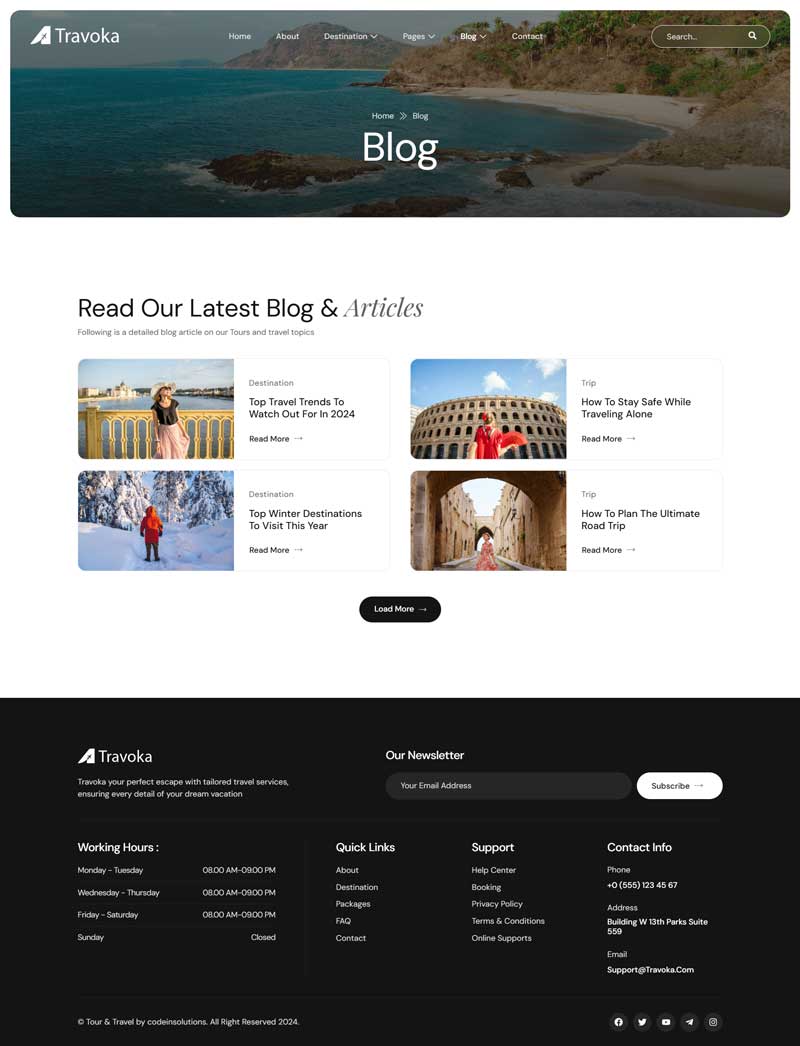 Travoka
Home
About
Destination
Pages
Blog
Contact
Search...
Home
Blog
Blog
Read Our Latest Blog & Articles
Following is a detailed blog article on our Tours and travel topics
Destination
Top Travel Trends To
Watch Out For In 2024
Read More
Trip
How To Stay Safe While
Traveling Alone
Read More
Destination
Top Winter Destinations
To Visit This Year
Read More
Trip
How To Plan The Ultimate
Road Trip
Read More
Load More
Travoka
Travoka your perfect escape with tailored travel services,
ensuring every detail of your dream vacation
Our Newsletter
Your Email Address
Subscribe
Working Hours :
Monday - Tuesday 08.00 AM-09.00 PM
Wednesday - Thursday 08.00 AM-09.00 PM
Friday - Saturday 08.00 AM-09.00 PM
Sunday Closed
Quick Links
About
Destination
Packages
FAQ
Contact
Support
Help Center
Booking
Privacy Policy
Terms & Conditions
Online Supports
Contact Info
Phone
+0 (555) 123 45 67
Address
Building W 13th Parks Suite
559
Email
Support@Travoka.Com
© Tour & Travel by codeinsolutions. All Right Reserved 2024.